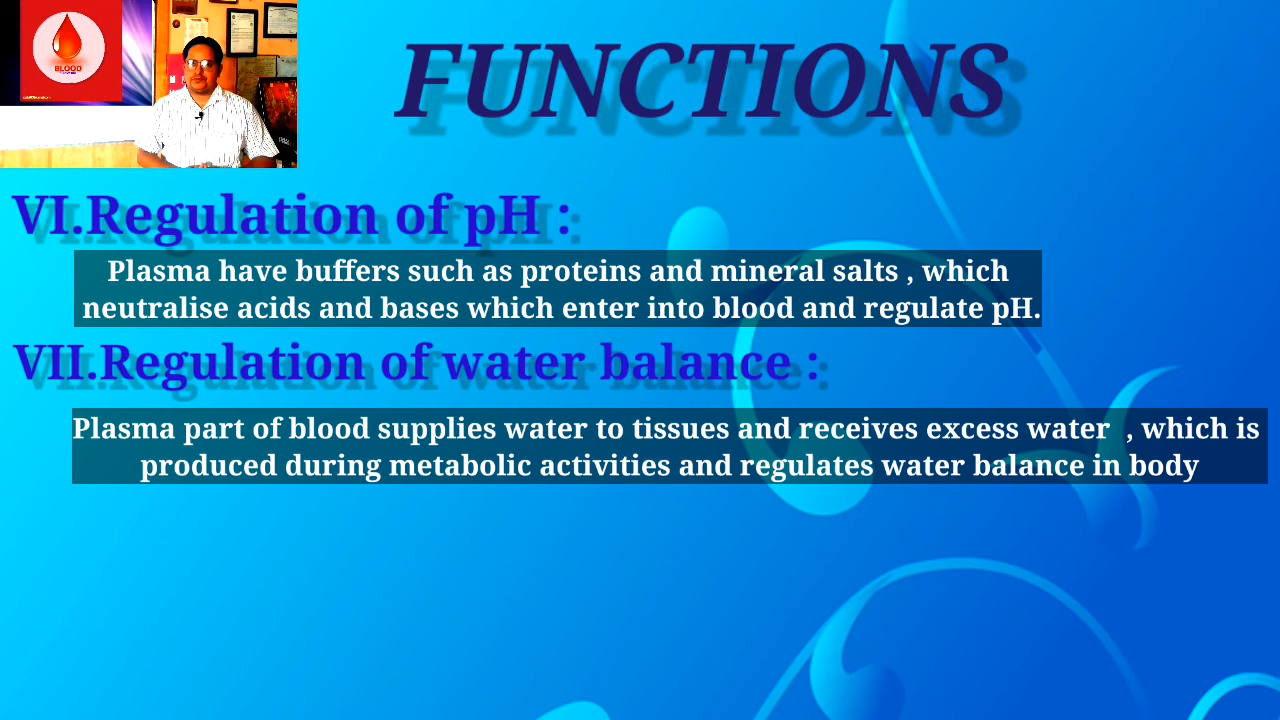 BLOOD
FUNCTIONS
VI.Regulation of pH :
Plasma have buffers such as proteins and mineral salts , which
neutralise acids and bases which enter into blood and regulate pH.
VII.Regulation of water balance :
Plasma part of blood supplies water to tissues and receives excess water , which is
produced during metabolic activities and regulates water balance in body